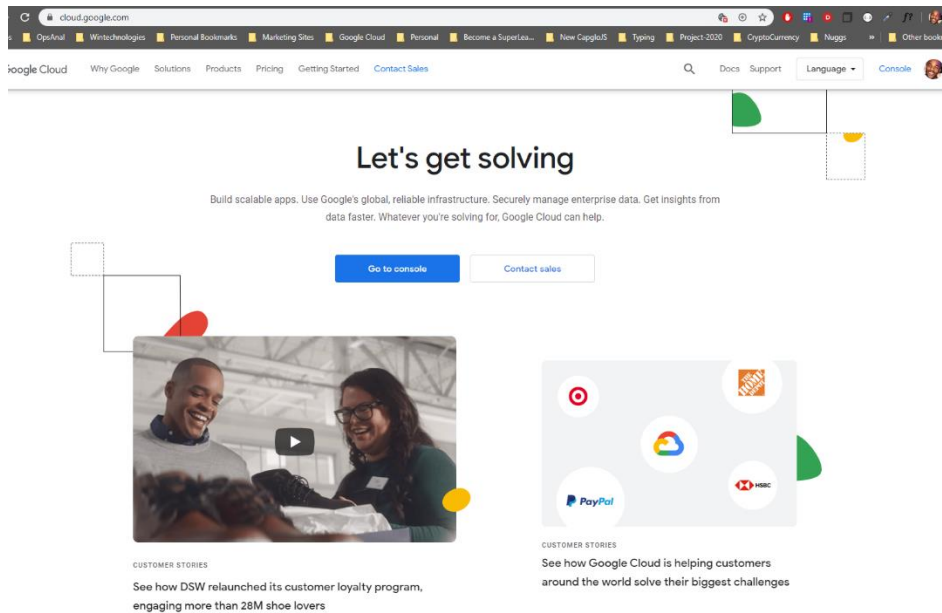 cloud.google.com
OpsAnal Wintechnologies Personal Bookmarks Marketing Sites Google Cloud Personal Become a SuperLea... New CapgloJS Typing Project-2020 CryptoCurrency Nuggs » Other book
Google Cloud Why Google Solutions Products Pricing Getting Started Contact Sales Docs Support Language Console
Let's get solving
Build scalable apps. Use Google's global, reliable infrastructure. Securely manage enterprise data. Get insights from
data faster. Whatever you're solving for, Google Cloud can help.
Go to console Contact sales
THE HOME DEPOT
HSBC
PayPal
CUSTOMER STORIES
See how DSW relaunched its customer loyalty program,
engaging more than 28M shoe lovers
CUSTOMER STORIES
See how Google Cloud is helping customers
around the world solve their biggest challenges